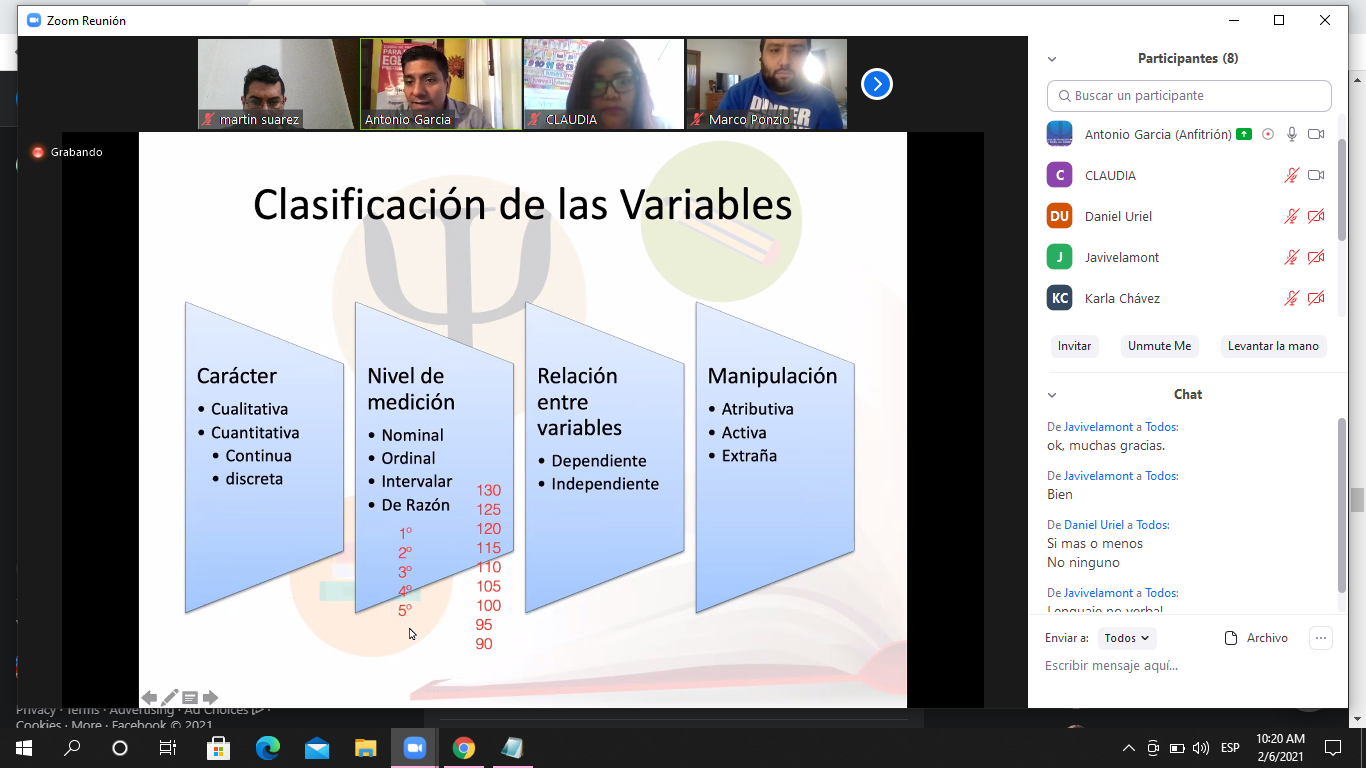 Zoom Reunión
martin suarez
Antonio Garcia
CLAUDIA
Marco Ponzio
Grabando
Clasificación de las Variables
Carácter
• Cualitativa
• Cuantitativa
• Continua
• discreta
Nivel de
medición
• Nominal
• Ordinal
• Intervalar
• De Razón
1º
2º
3º
4º
5º
130
125
120
115
110
105
100
95
90
Relación
entre
variables
• Dependiente
• Independiente
Manipulación
• Atributiva
• Activa
• Extraña
Participantes (8)
Buscar un participante
Antonio Garcia (Anfitrión)
C CLAUDIA
DU Daniel Uriel
J Javivelamont
KC Karla Chávez
Invitar
Unmute Me
Levantar la mano
Chat
De Javivelamont a Todos:
ok, muchas gracias.
De Javivelamont a Todos:
Bien
De Daniel Uriel a Todos:
Si mas o menos
No ninguno
De Javivelamont a Todos:
Lenguaje no verbal
Enviar a: Todos
Archivo
Escribir mensaje aquí...
Privacy · Terms · Advertising · Ad Choices
Cookies · More · Facebook © 2021
ESP
10:20 AM
2/6/2021